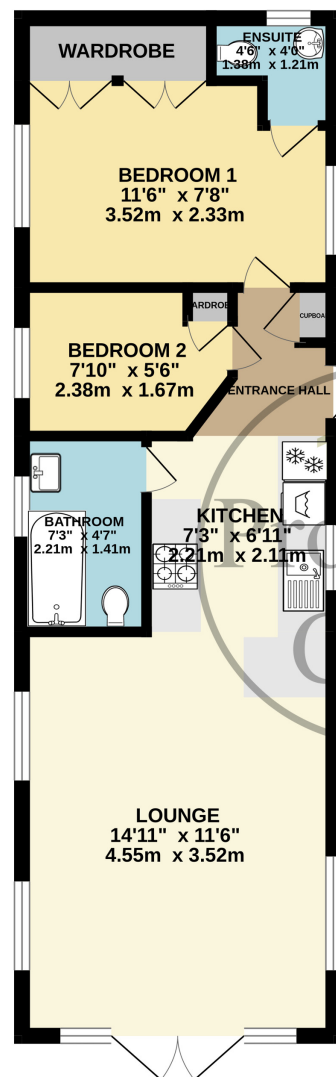 WARDROBE
ENSUITE
4'6" x 4'0"
1.38m x 1.21m
BEDROOM 1
11'6" x 7'8"
3.52m x 2.33m
BEDROOM 2
7'10" x 5'6"
2.38m x 1.67m
ENTRANCE HALL
BATHROOM
7'3" x 4'7"
2.21m x 1.41m
KITCHEN
7'3" x 6'11"
2.21m x 2.11m
LOUNGE
14'11" x 11'6"
4.55m x 3.52m